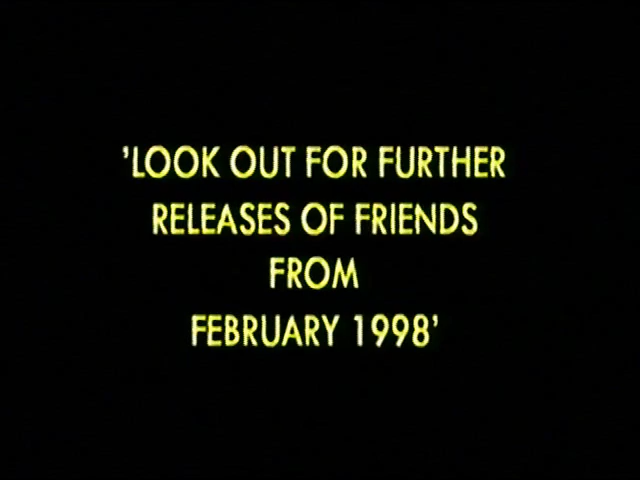 'LOOK OUT FOR FURTHER
RELEASES OF FRIENDS
FROM
FEBRUARY 1998'